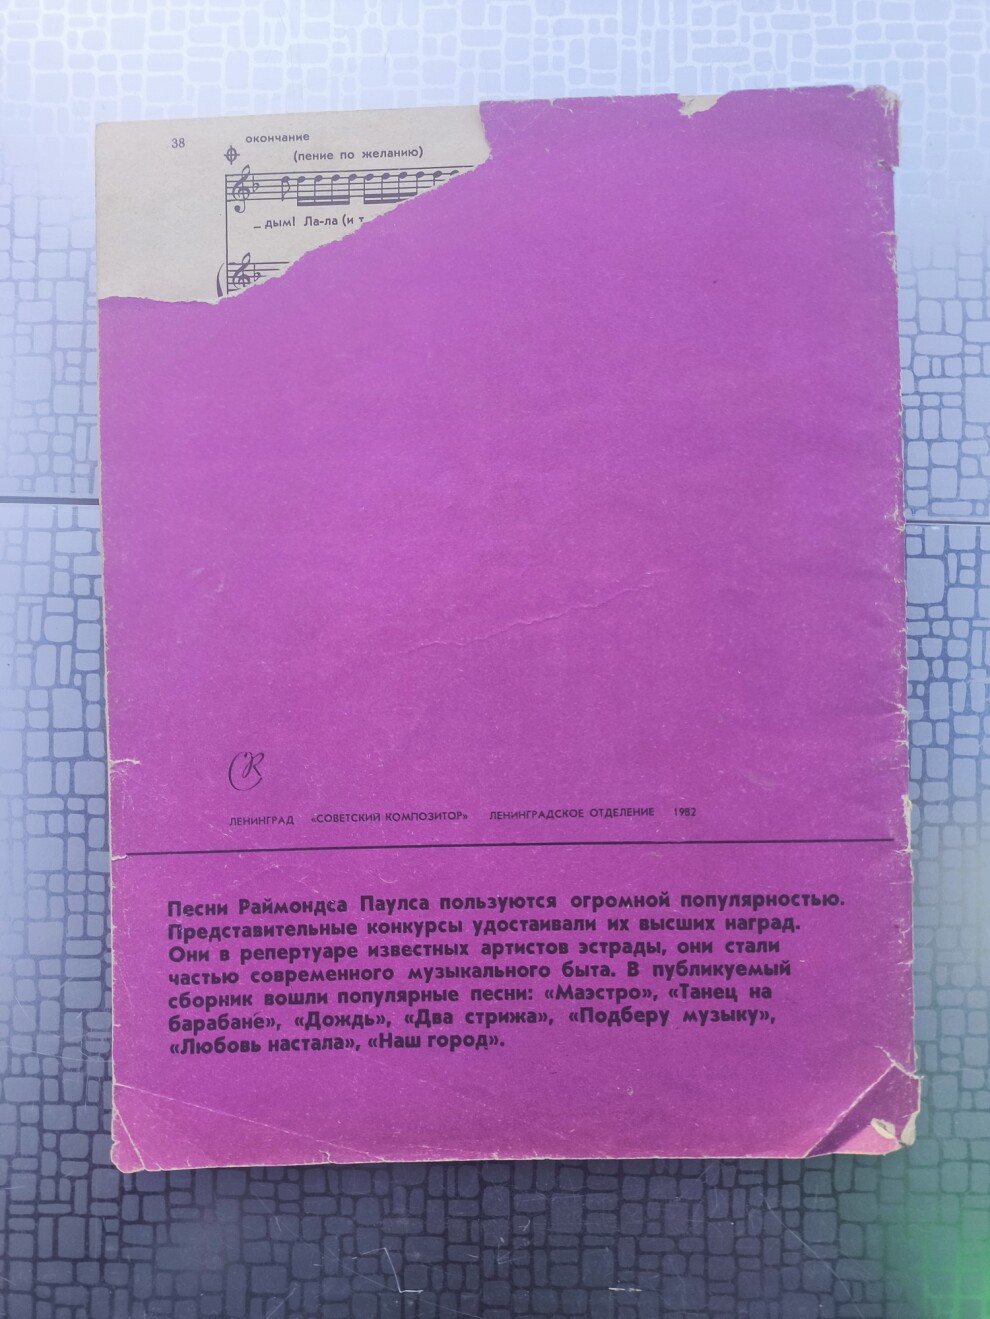 38 окончание
(пение по желанию)
_ дым! Ла-ла (и т
ЛЕНИНГРАД «СОВЕТСКИЙ КОМПОЗИТОР» ЛЕНИНГРАДСКОЕ ОТДЕЛЕНИЕ 1982
Песни Раймондса Паулса пользуются огромной популярностью.
Представительные конкурсы удостаивали их высших наград.
Они в репертуаре известных артистов эстрады, они стали
частью современного музыкального быта. В публикуемый
сборник вошли популярные песни: «Маэстро», «Танец на
барабане», «Дождь», «Два стрижа», «Подберу музыку»,
«Любовь настала», «Наш город».